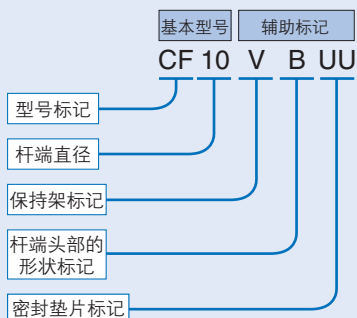 基本型号 辅助标记
CF 10 V B UU
型号标记
杆端直径
保持架标记
杆端头部的
形状标记
密封垫片标记